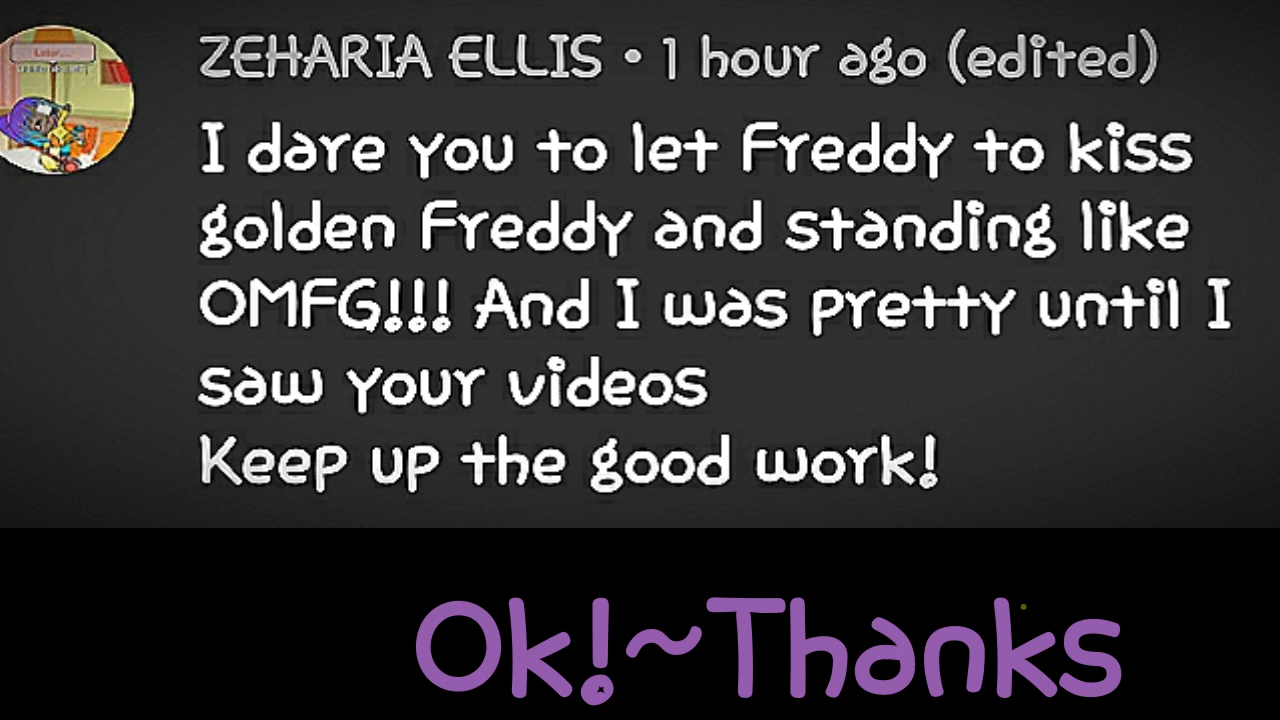 ZEHARIA ELLIS • 1 hour ago (edited)
I dare you to let Freddy to kiss
golden Freddy and standing like
OMFG!!! And I was pretty until I
saw your videos
Keep up the good work!
Ok!~Thanks